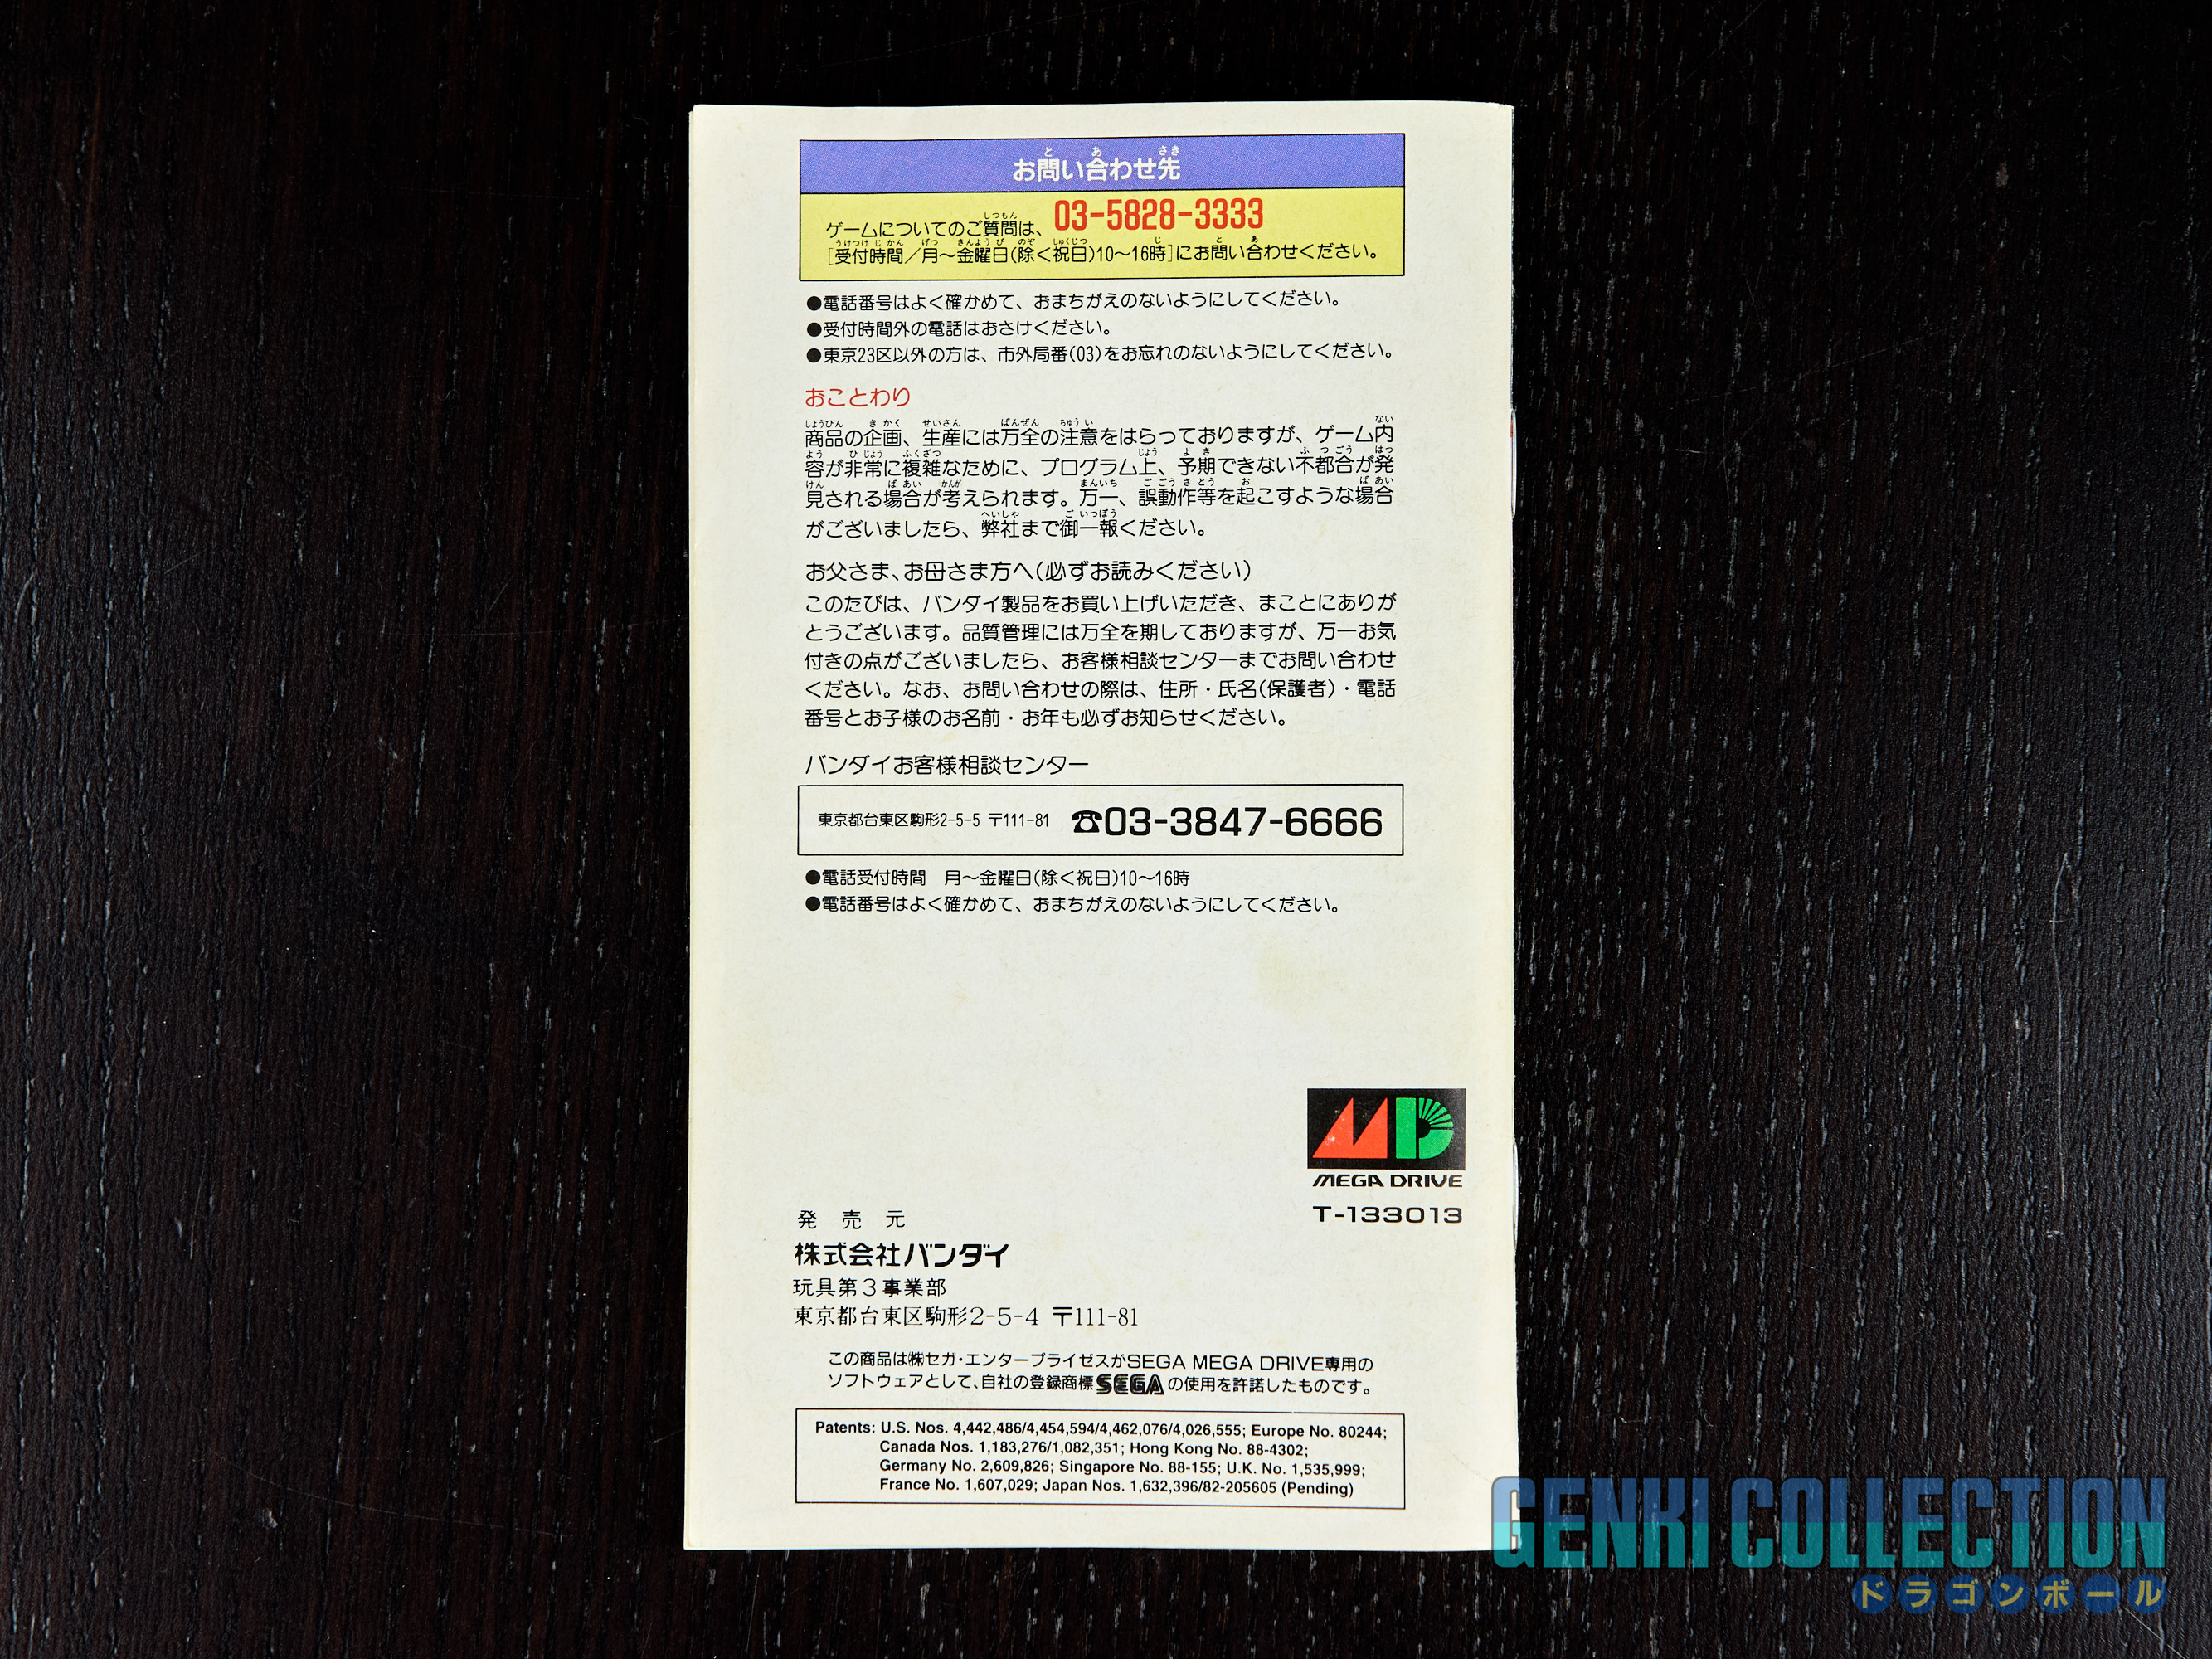 お問い合わせ先
ゲームについてのご質問は、03-5828-3333
[受付時間／月〜金曜日(除く祝日)10〜16時]にお問い合わせください。
●電話番号はよく確かめて、おまちがえのないようにしてください。
●受付時間外の電話はおさけください。
●東京23区以外の方は、市外局番(03)をお忘れのないようにしてください。
おことわり
商品の企画、生産には万全の注意をはらっておりますが、ゲーム内
容が非常に複雑なために、プログラム上、予期できない不都合が発
見される場合が考えられます。万一、誤動作等を起こすような場合
がございましたら、弊社まで御一報ください。
お父さま、お母さま方へ(必ずお読みください)
このたびは、バンダイ製品をお買い上げいただき、まことにありが
とうございます。品質管理には万全を期しておりますが、万一お気
付きの点がございましたら、お客様相談センターまでお問い合わせ
ください。なお、お問い合わせの際は、住所・氏名(保護者)・電話
番号とお子様のお名前・お年も必ずお知らせください。
バンダイお客様相談センター
東京都台東区駒形2-5-5 〒111-81 ☎03-3847-6666
●電話受付時間　月〜金曜日(除く祝日)10〜16時
●電話番号はよく確かめて、おまちがえのないようにしてください。
MD
MEGA DRIVE
T-133013
発売元
株式会社バンダイ
玩具第3事業部
東京都台東区駒形2-5-4 〒111-81
この商品は㈱セガ・エンタープライゼスがSEGA MEGA DRIVE専用の
ソフトウェアとして、自社の登録商標SEGAの使用を許諾したものです。
Patents: U.S. Nos. 4,442,486/4,454,594/4,462,076/4,026,555; Europe No. 80244;
Canada Nos. 1,183,276/1,082,351; Hong Kong No. 88-4302;
Germany No. 2,609,826; Singapore No. 88-155; U.K. No. 1,535,999;
France No. 1,607,029; Japan Nos. 1,632,396/82-205605 (Pending)
GENKI COLLECTION
ドラゴンボール